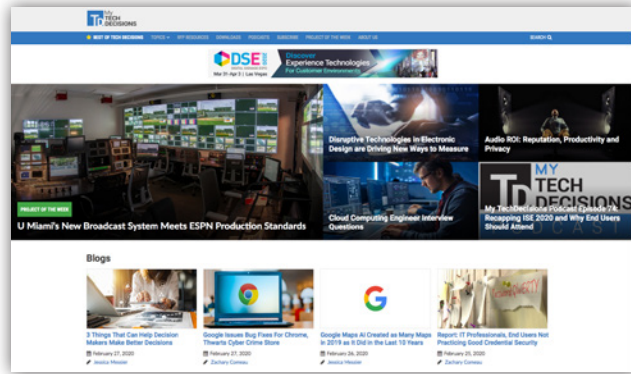 My
TECH
DECISIONS
TD
BEST OF TECH DECISIONS TOPICS MY RESOURCES DOWNLOADS PODCASTS SUBSCRIBE PROJECT OF THE WEEK ABOUT US SEARCH
DSE
Mar 31-Apr 3 | Las Vegas
Discover
Experience Technologies
For Customer Environments
PROJECT OF THE WEEK
U Miami's New Broadcast System Meets ESPN Production Standards
Disruptive Technologies in Electronic
Design are Driving New Ways to Measure
Audio ROI: Reputation, Productivity and
Privacy
Cloud Computing Engineer Interview
Questions
MY
TECH
DECISIONS
My TechDecisions Podcast Episode 74:
Recapping ISE 2020 and Why End Users
Should Attend
Blogs
3 Things That Can Help Decision
Makers Make Better Decisions
February 27, 2020
Jessica Messier
Google Issues Bug Fixes For Chrome,
Thwarts Cyber Crime Store
February 27, 2020
Zachary Comeau
Google Maps AI Created as Many Maps
in 2019 as it Did in the Last 10 Years
February 26, 2020
Jessica Messier
Report: IT Professionals, End Users Not
Practicing Good Credential Security
February 25, 2020
Zachary Comeau